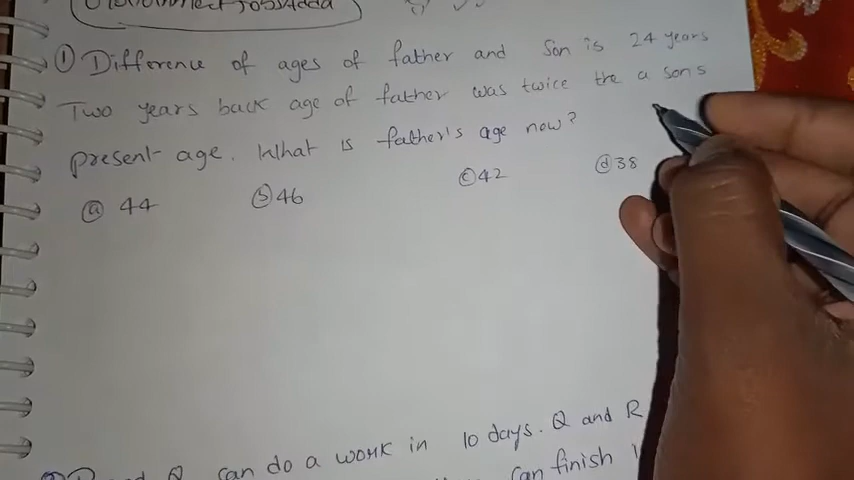 ① Difference of ages of father and Son is 24 years
Two years back age of father was twice the a sons
present age. What is father's age now?
ⓐ 44 ⓑ 46 ⓒ 42 ⓓ 38
can do a work in 10 days. Q and R
can finish